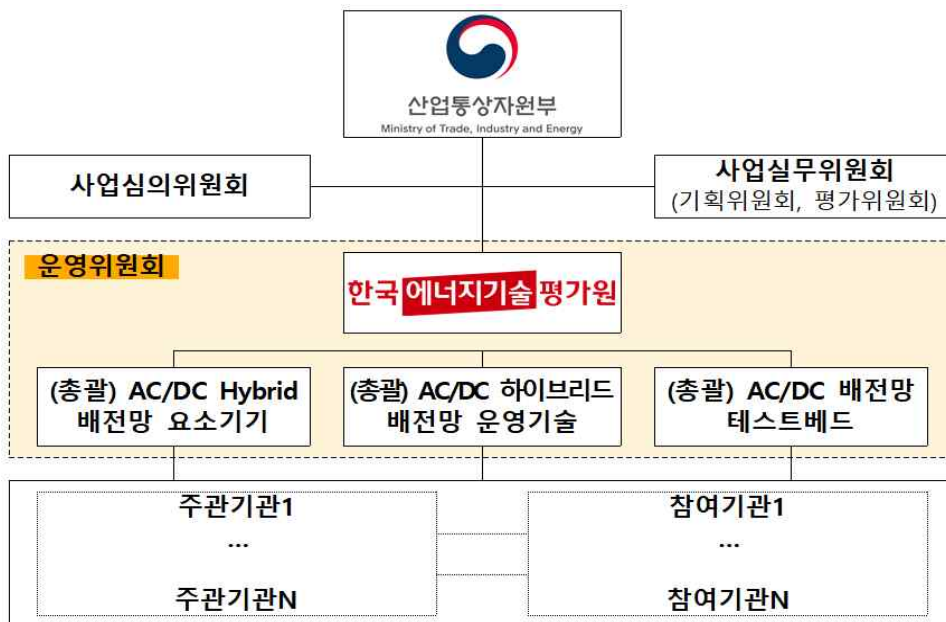 산업통상자원부
Ministry of Trade, Industry and Energy
사업심의위원회
사업실무위원회
(기획위원회, 평가위원회)
운영위원회
한국에너지기술평가원
(총괄) AC/DC Hybrid
배전망 요소기기
(총괄) AC/DC 하이브리드
배전망 운영기술
(총괄) AC/DC 배전망
테스트베드
주관기관1
...
주관기관N
참여기관1
...
참여기관N